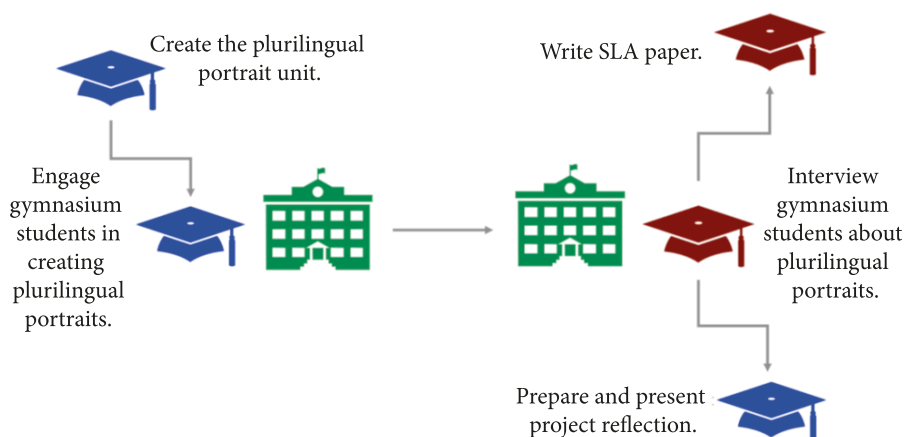 Create the plurilingual
portrait unit.
Engage
gymnasium
students in
creating
plurilingual
portraits.
Write SLA paper.
Interview
gymnasium
students about
plurilingual
portraits.
Prepare and present
project reflection.